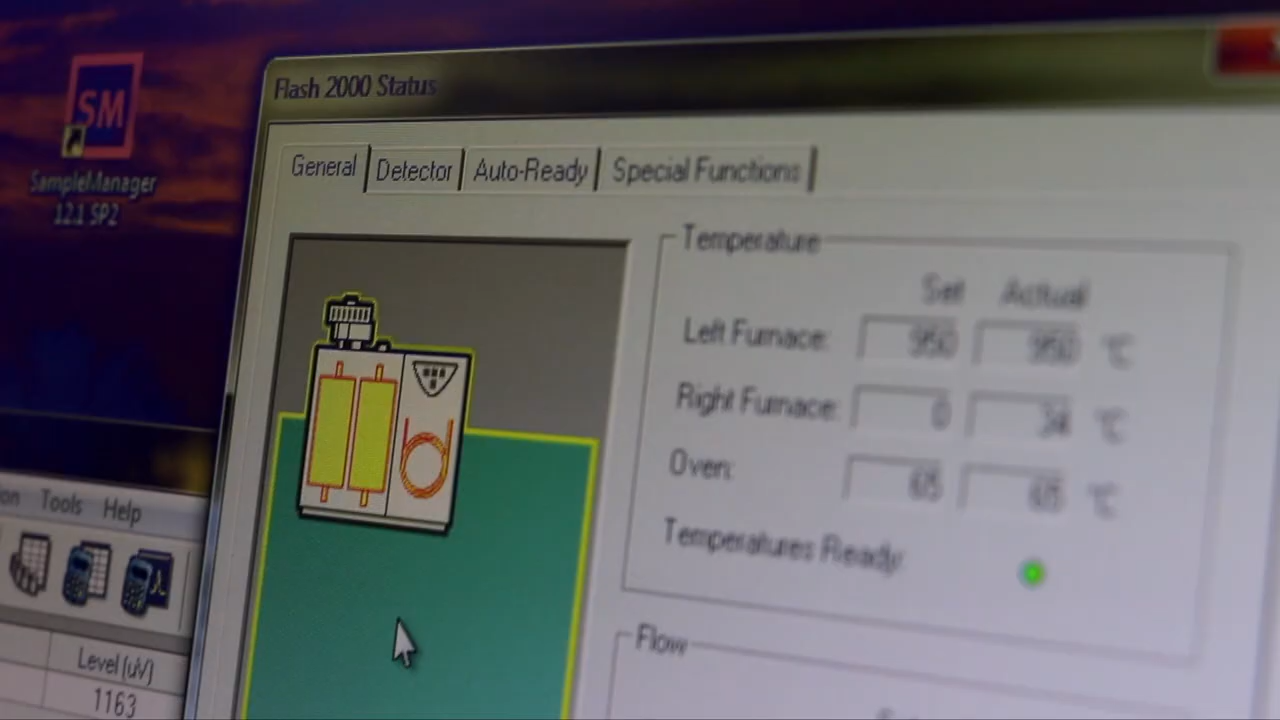 SM
SampleManager
12.1 SP2
Flash 2000 Status
General Detector Auto-Ready Special Functions
Temperature
Set Actual
Left Furnace: 950 950 °C
Right Furnace: 0 34 °C
Oven: 65 65 °C
Temperatures Ready:
Flow
Tools Help
Level (uV)
1163